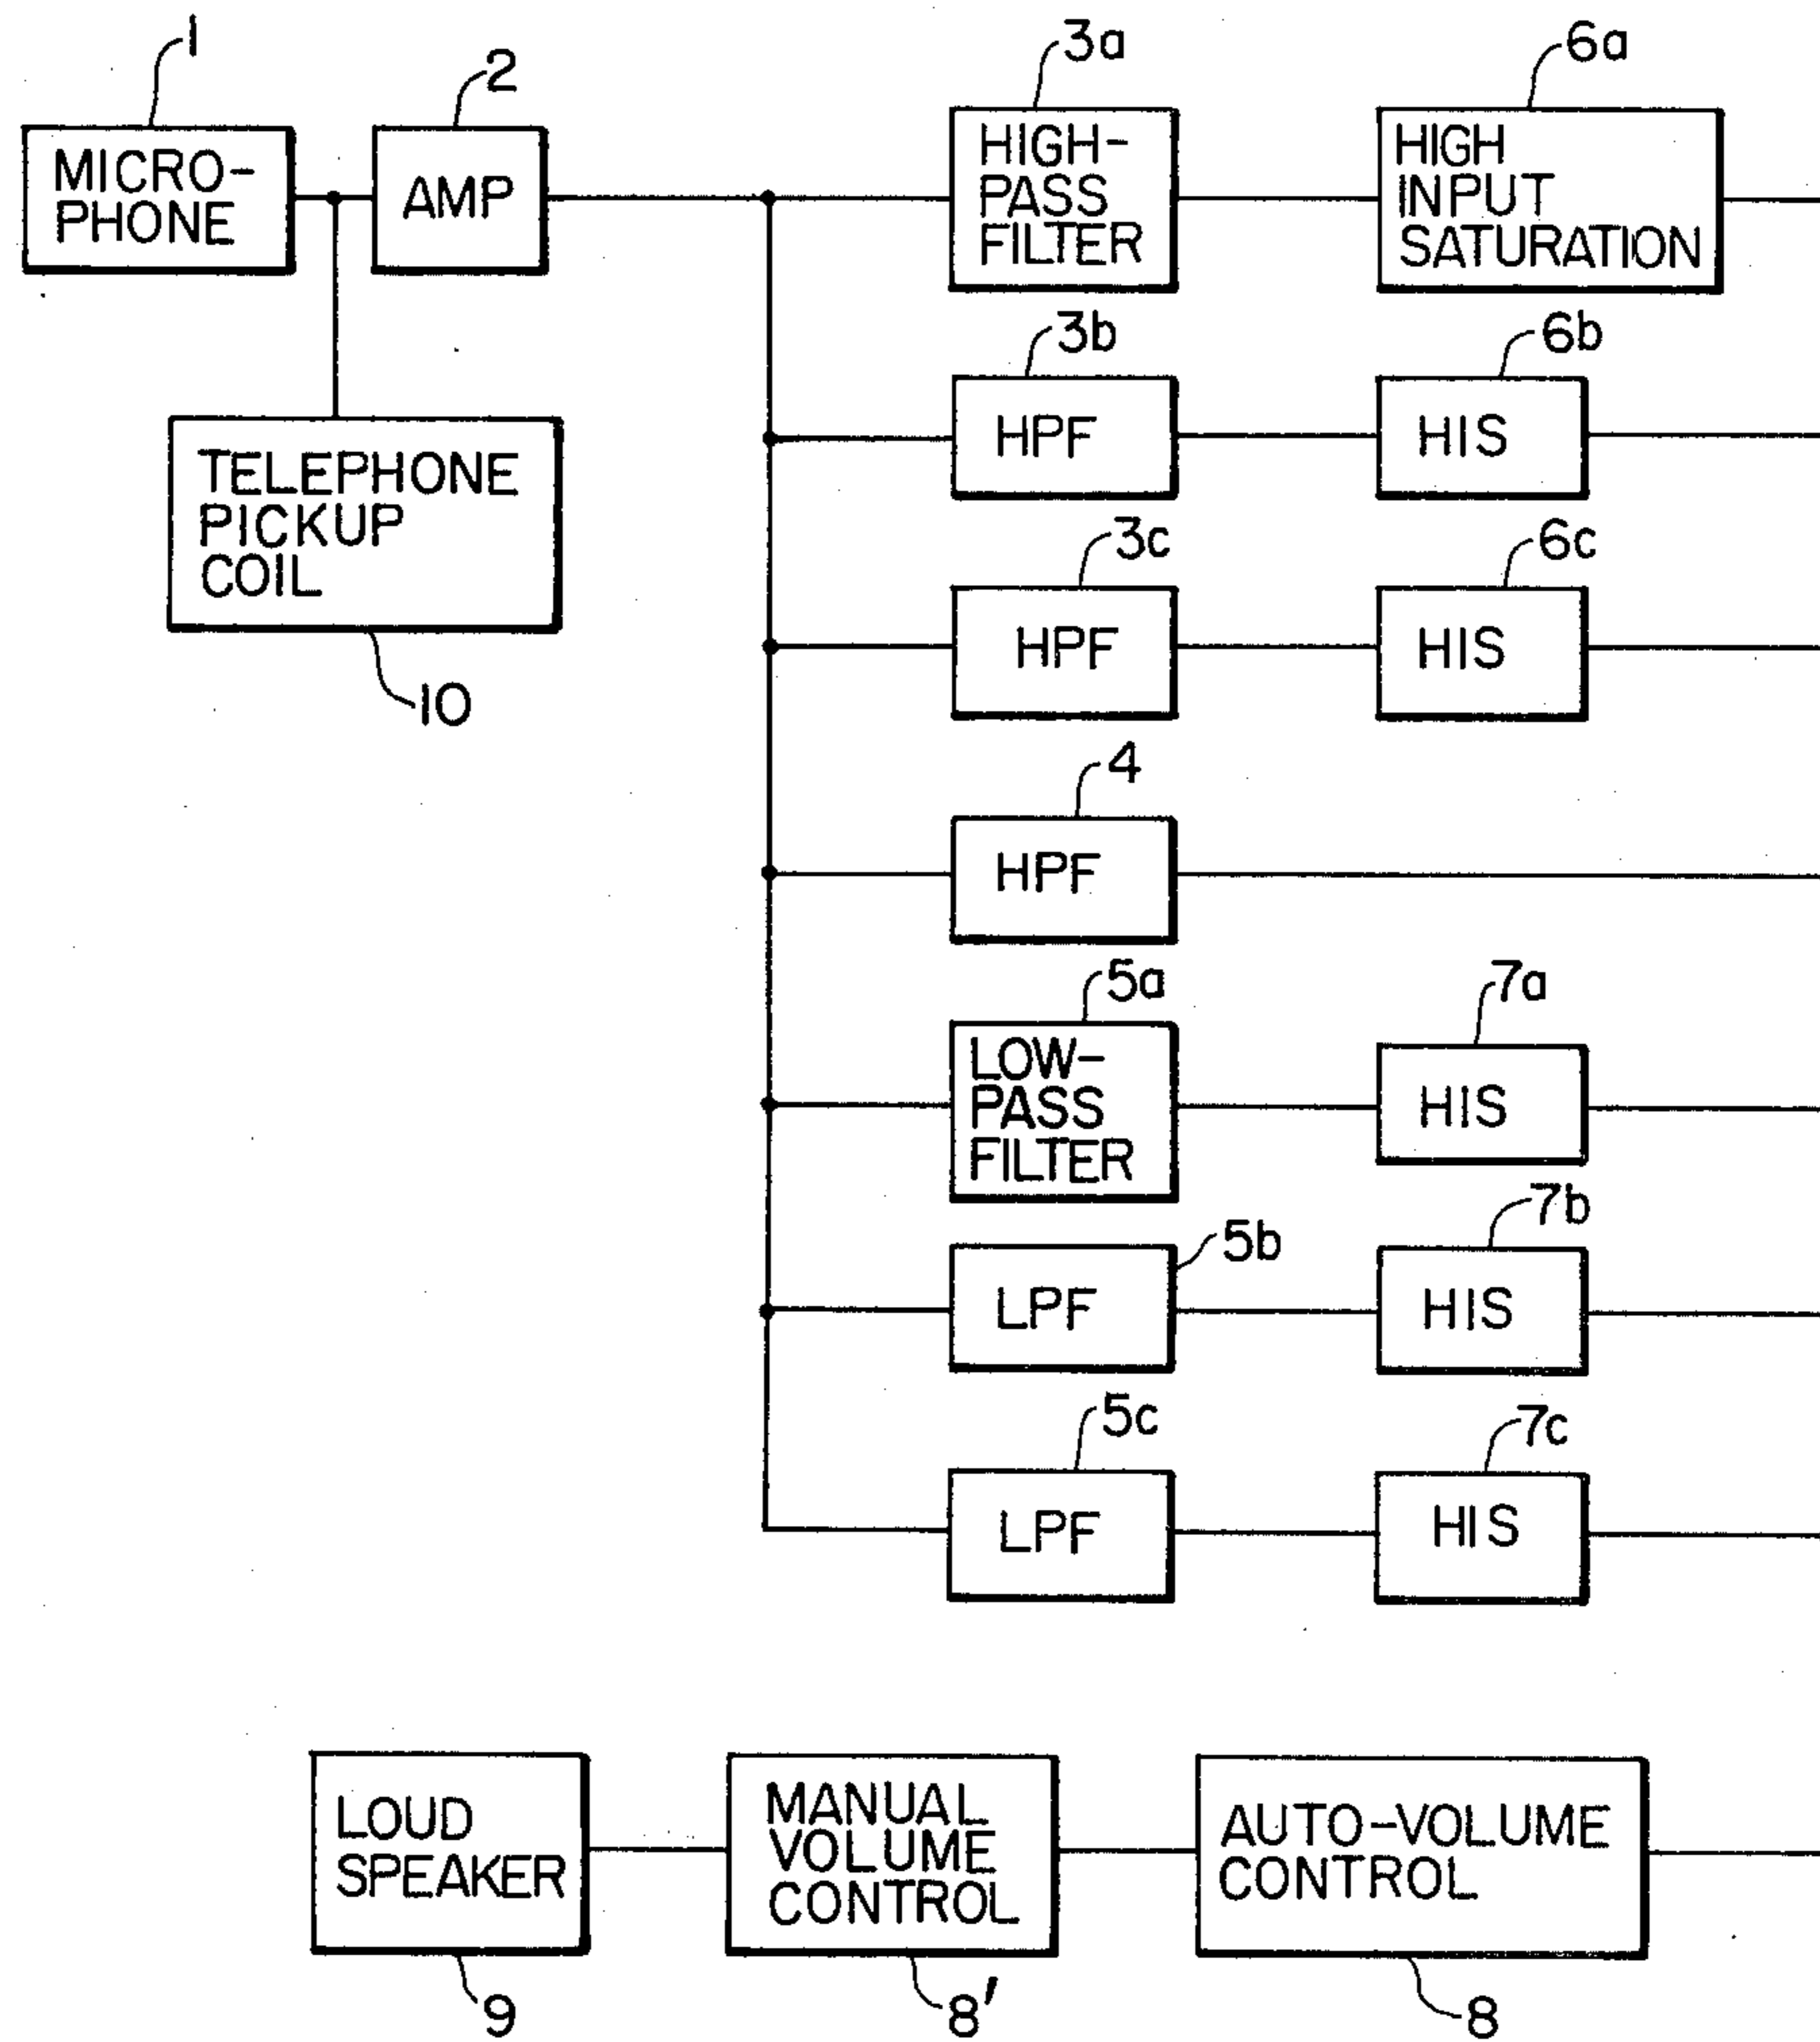 1
2
3a
6a
MICRO-
PHONE
AMP
HIGH-
PASS
FILTER
HIGH
INPUT
SATURATION
3b
6b
HPF
HIS
TELEPHONE
PICKUP
COIL
10
3c
6c
HPF
HIS
4
HPF
5a
7a
LOW-
PASS
FILTER
HIS
5b
7b
LPF
HIS
5c
7c
LPF
HIS
LOUD
SPEAKER
MANUAL
VOLUME
CONTROL
AUTO-VOLUME
CONTROL
9
8'
8